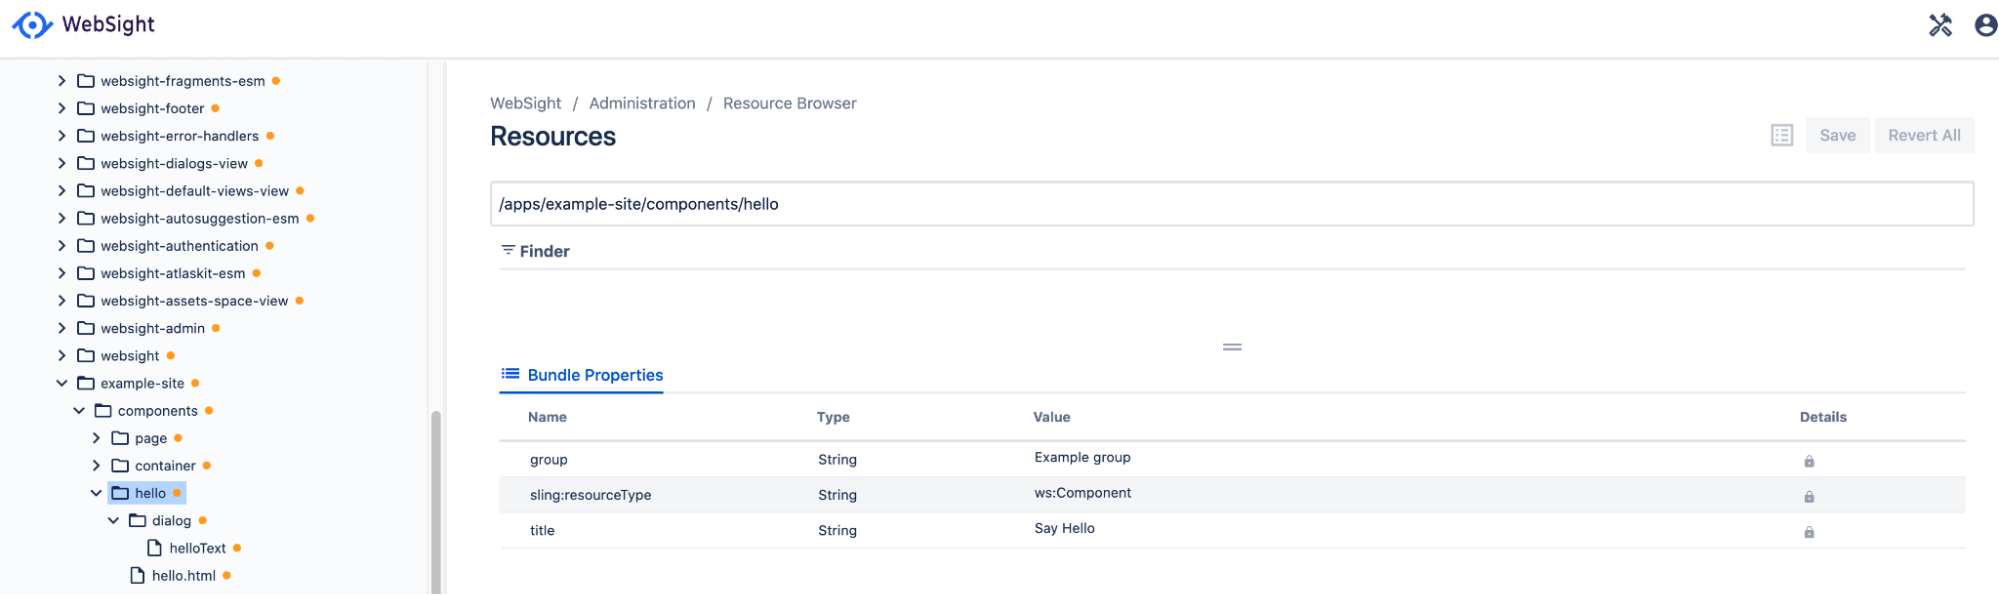 WebSight
websight-fragments-esm
websight-footer
websight-error-handlers
websight-dialogs-view
websight-default-views-view
websight-autosuggestion-esm
websight-authentication
websight-atlaskit-esm
websight-assets-space-view
websight-admin
websight
example-site
components
page
container
hello
dialog
helloText
hello.html
WebSight / Administration / Resource Browser
Resources
Save Revert All
/apps/example-site/components/hello
Finder
Bundle Properties
Name Type Value Details
group String Example group
sling:resourceType String ws:Component
title String Say Hello